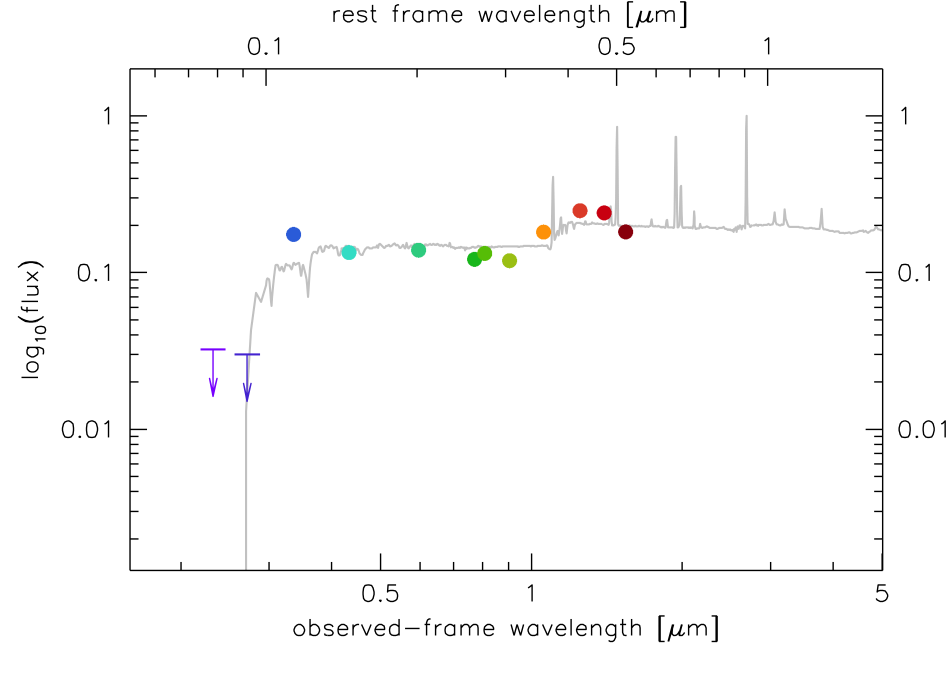 rest frame wavelength [μm]
0.1 0.5 1
1 1
0.1 0.1
0.01 0.01
log10(flux)
0.5 1 5
observed-frame wavelength [μm]